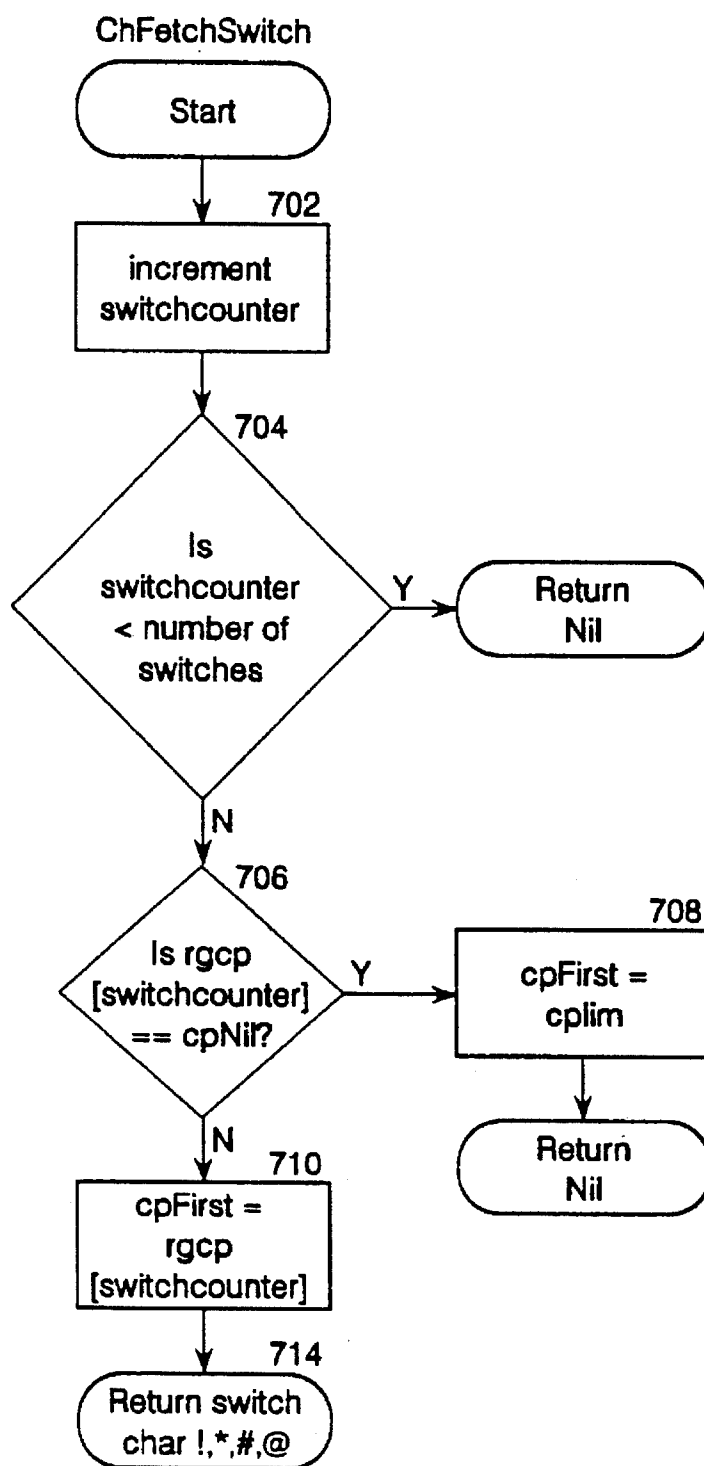 ChFetchSwitch
Start
702
increment
switchcounter
704
Is
switchcounter
< number of
switches
Y
Return
Nil
N
706
Is rgcp
[switchcounter]
== cpNil?
Y
708
cpFirst =
cplim
Return
Nil
N
710
cpFirst =
rgcp
[switchcounter]
714
Return switch
char !,*,#,@